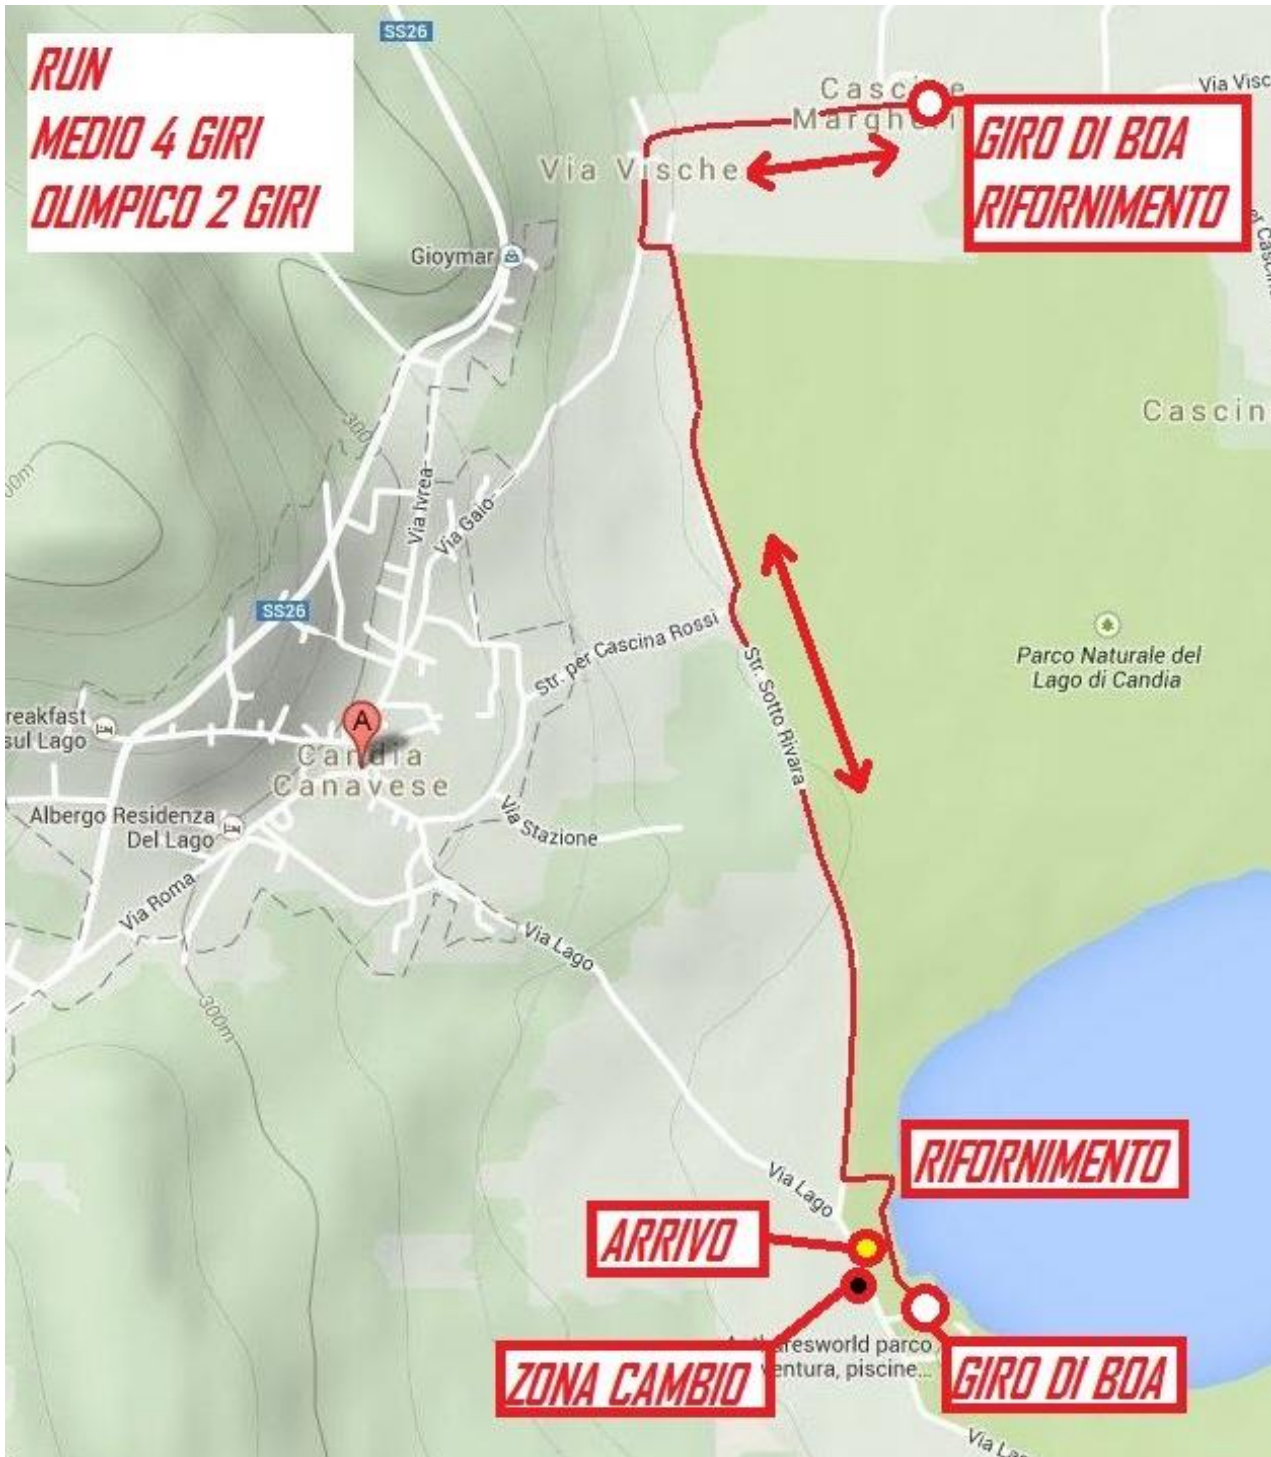 SS26
RUN
MEDIO 4 GIRI
OLIMPICO 2 GIRI
Via Visc
GIRO DI BOA
RIFORNIMENTO
Via Vische
Gioymar
300
Cascin
Via Ivrea
Via Gaio
SS26
Str. per Cascina Rossi
Str. Sotto Rivara
Parco Naturale del
Lago di Candia
reakfast
sul Lago
A
Candia
Canavese
Albergo Residenza
Del Lago
Via Stazione
Via Roma
Via Lago
300m
RIFORNIMENTO
Via Lago
ARRIVO
ZONA CAMBIO
resworld parco
ventura, piscine...
GIRO DI BOA